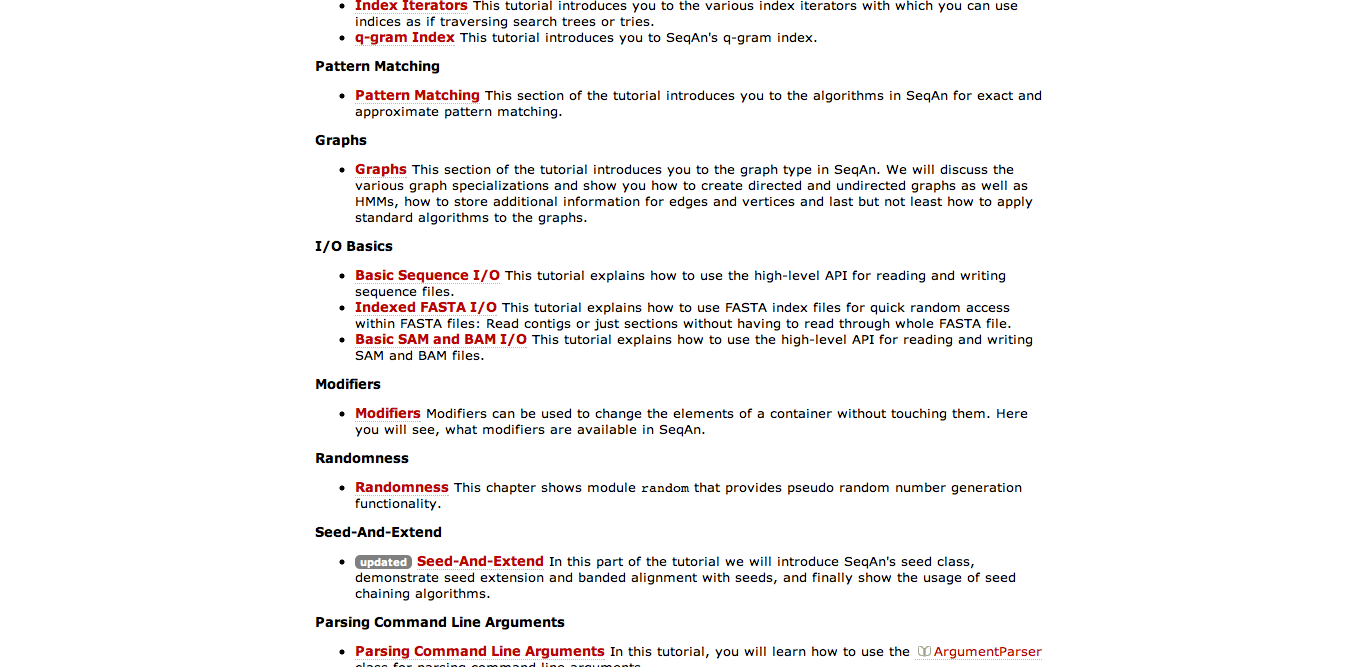 Index Iterators This tutorial introduces you to the various index iterators with which you can use
indices as if traversing search trees or tries.
q-gram Index This tutorial introduces you to SeqAn's q-gram index.
Pattern Matching
Pattern Matching This section of the tutorial introduces you to the algorithms in SeqAn for exact and
approximate pattern matching.
Graphs
Graphs This section of the tutorial introduces you to the graph type in SeqAn. We will discuss the
various graph specializations and show you how to create directed and undirected graphs as well as
HMMs, how to store additional information for edges and vertices and last but not least how to apply
standard algorithms to the graphs.
I/O Basics
Basic Sequence I/O This tutorial explains how to use the high-level API for reading and writing
sequence files.
Indexed FASTA I/O This tutorial explains how to use FASTA index files for quick random access
within FASTA files: Read contigs or just sections without having to read through whole FASTA file.
Basic SAM and BAM I/O This tutorial explains how to use the high-level API for reading and writing
SAM and BAM files.
Modifiers
Modifiers Modifiers can be used to change the elements of a container without touching them. Here
you will see, what modifiers are available in SeqAn.
Randomness
Randomness This chapter shows module random that provides pseudo random number generation
functionality.
Seed-And-Extend
updated Seed-And-Extend In this part of the tutorial we will introduce SeqAn's seed class,
demonstrate seed extension and banded alignment with seeds, and finally show the usage of seed
chaining algorithms.
Parsing Command Line Arguments
Parsing Command Line Arguments In this tutorial, you will learn how to use the ArgumentParser
class for parsing command line arguments.